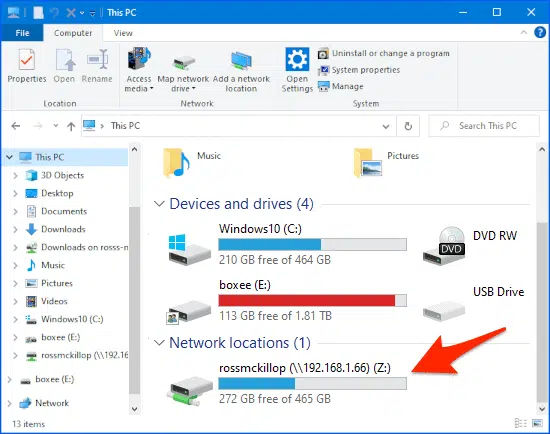 This PC
File
Computer
View
Properties
Open
Rename
Access media
Map network drive
Add a network location
Open Settings
Uninstall or change a program
System properties
Manage
Location
Network
System
This PC
Search This PC
This PC
3D Objects
Desktop
Documents
Downloads
Downloads on rosss-m
Music
Pictures
Videos
Windows10 (C:)
boxee (E:)
rossmckillop (\\192.16
boxee (E:)
Network
Music
Pictures
Devices and drives (4)
Windows10 (C:)
210 GB free of 464 GB
DVD RW
DVD
boxee (E:)
113 GB free of 1.81 TB
USB Drive
Network locations (1)
rossmckillop (\\192.168.1.66) (Z:)
272 GB free of 465 GB
13 items